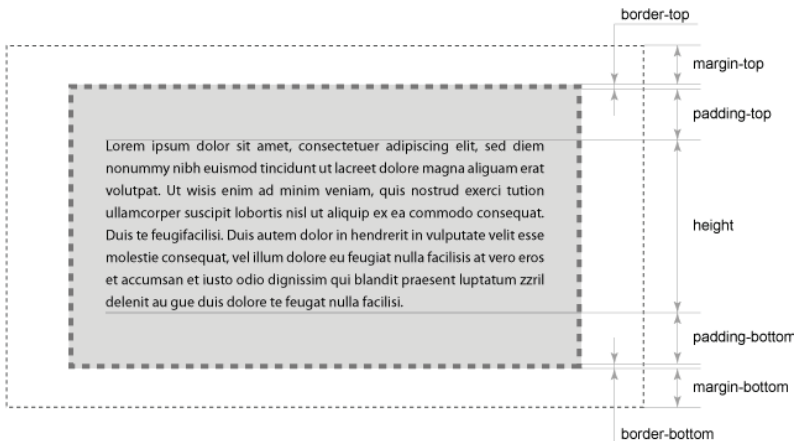 border-top
margin-top
padding-top
Lorem ipsum dolor sit amet, consectetuer adipiscing elit, sed diem
nonummy nibh euismod tincidunt ut lacreet dolore magna aliguam erat
volutpat. Ut wisis enim ad minim veniam, quis nostrud exerci tution
ullamcorper suscipit lobortis nisl ut aliquip ex ea commodo consequat.
Duis te feugifacilisi. Duis autem dolor in hendrerit in vulputate velit esse
molestie consequat, vel illum dolore eu feugiat nulla facilisis at vero eros
et accumsan et iusto odio dignissim qui blandit praesent luptatum zzril
delenit au gue duis dolore te feugat nulla facilisi.
height
padding-bottom
margin-bottom
border-bottom